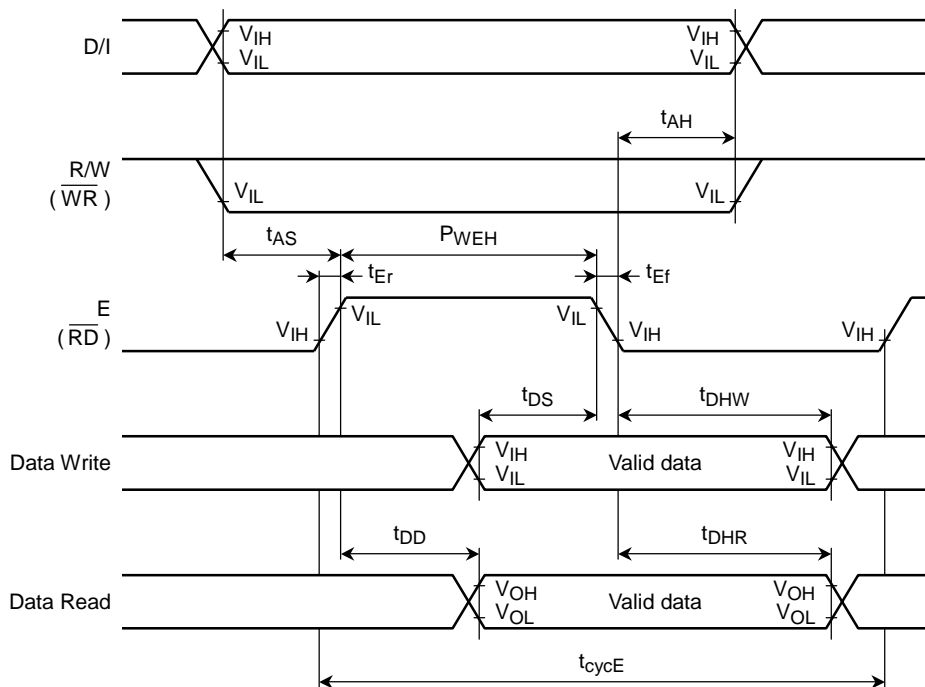 D/I
VIH
VIL
VIH
VIL
tAH
R/W
(WR)
VIL
VIL
tAS
PWEH
tEr
tEf
E
(RD)
VIH
VIL
VIL
VIH
VIH
tDS
tDHW
Data Write
VIH
VIL
Valid data
VIH
VIL
tDD
tDHR
Data Read
VOH
VOL
Valid data
VOH
VOL
tcycE